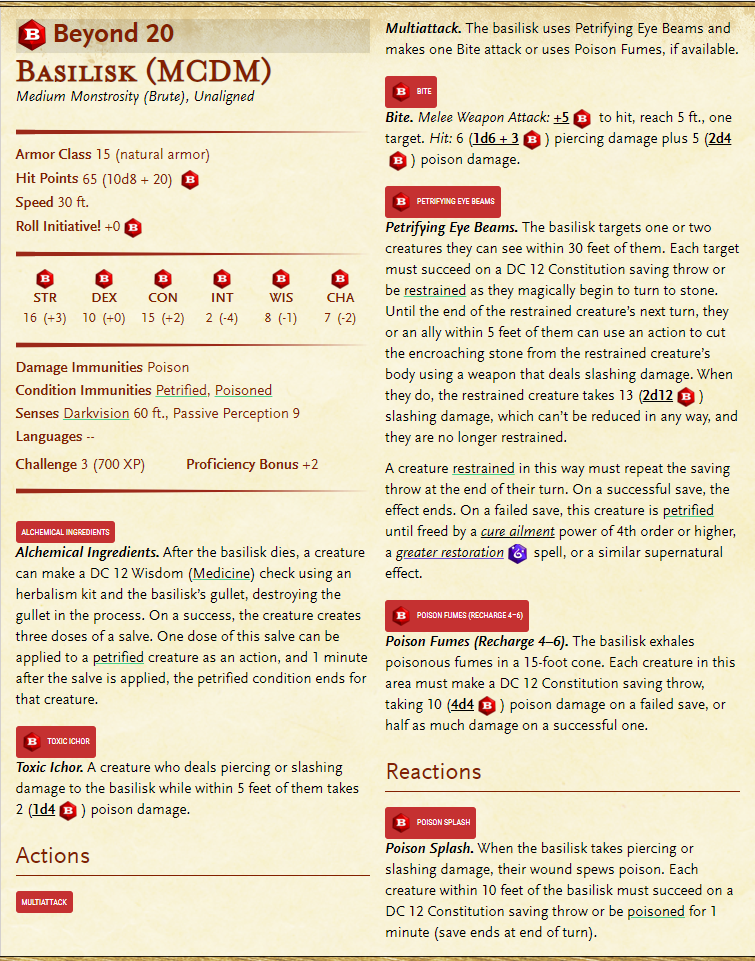 Beyond 20
Basilisk (MCDM)
Medium Monstrosity (Brute), Unaligned
Armor Class 15 (natural armor)
Hit Points 65 (10d8 + 20)
Speed 30 ft.
Roll Initiative! +0
STR DEX CON INT WIS CHA
16 (+3) 10 (+0) 15 (+2) 2 (-4) 8 (-1) 7 (-2)
Damage Immunities Poison
Condition Immunities Petrified, Poisoned
Senses Darkvision 60 ft., Passive Perception 9
Languages --
Challenge 3 (700 XP) Proficiency Bonus +2
ALCHEMICAL INGREDIENTS
Alchemical Ingredients. After the basilisk dies, a creature
can make a DC 12 Wisdom (Medicine) check using an
herbalism kit and the basilisk's gullet, destroying the
gullet in the process. On a success, the creature creates
three doses of a salve. One dose of this salve can be
applied to a petrified creature as an action, and 1 minute
after the salve is applied, the petrified condition ends for
that creature.
TOXIC ICHOR
Toxic Ichor. A creature who deals piercing or slashing
damage to the basilisk while within 5 feet of them takes
2 (1d4 ) poison damage.
Actions
MULTIATTACK
Multiattack. The basilisk uses Petrifying Eye Beams and
makes one Bite attack or uses Poison Fumes, if available.
BITE
Bite. Melee Weapon Attack: +5 to hit, reach 5 ft., one
target. Hit: 6 (1d6 + 3 ) piercing damage plus 5 (2d4
) poison damage.
PETRIFYING EYE BEAMS
Petrifying Eye Beams. The basilisk targets one or two
creatures they can see within 30 feet of them. Each target
must succeed on a DC 12 Constitution saving throw or
be restrained as they magically begin to turn to stone.
Until the end of the restrained creature's next turn, they
or an ally within 5 feet of them can use an action to cut
the encroaching stone from the restrained creature's
body using a weapon that deals slashing damage. When
they do, the restrained creature takes 13 (2d12 )
slashing damage, which can't be reduced in any way, and
they are no longer restrained.
A creature restrained in this way must repeat the saving
throw at the end of their turn. On a successful save, the
effect ends. On a failed save, this creature is petrified
until freed by a cure ailment power of 4th order or higher,
a greater restoration spell, or a similar supernatural
effect.
POISON FUMES (RECHARGE 4–6)
Poison Fumes (Recharge 4–6). The basilisk exhales
poisonous fumes in a 15-foot cone. Each creature in this
area must make a DC 12 Constitution saving throw,
taking 10 (4d4 ) poison damage on a failed save, or
half as much damage on a successful one.
Reactions
POISON SPLASH
Poison Splash. When the basilisk takes piercing or
slashing damage, their wound spews poison. Each
creature within 10 feet of the basilisk must succeed on a
DC 12 Constitution saving throw or be poisoned for 1
minute (save ends at end of turn).